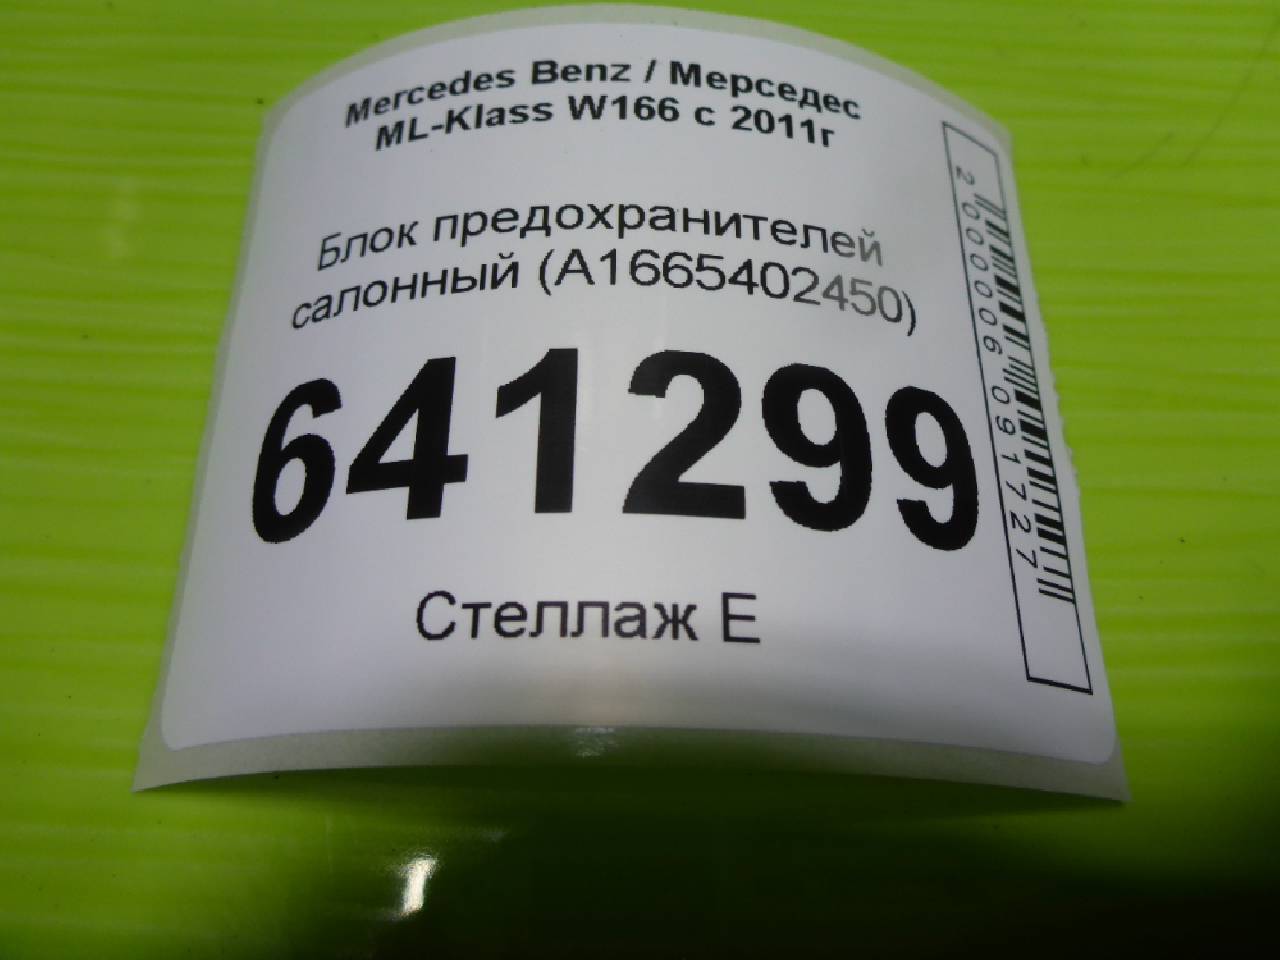 Mercedes Benz / Мерседес
ML-Klass W166 с 2011г
Блок предохранителей
салонный (A1665402450)
641299
Стеллаж Е
2000006091727